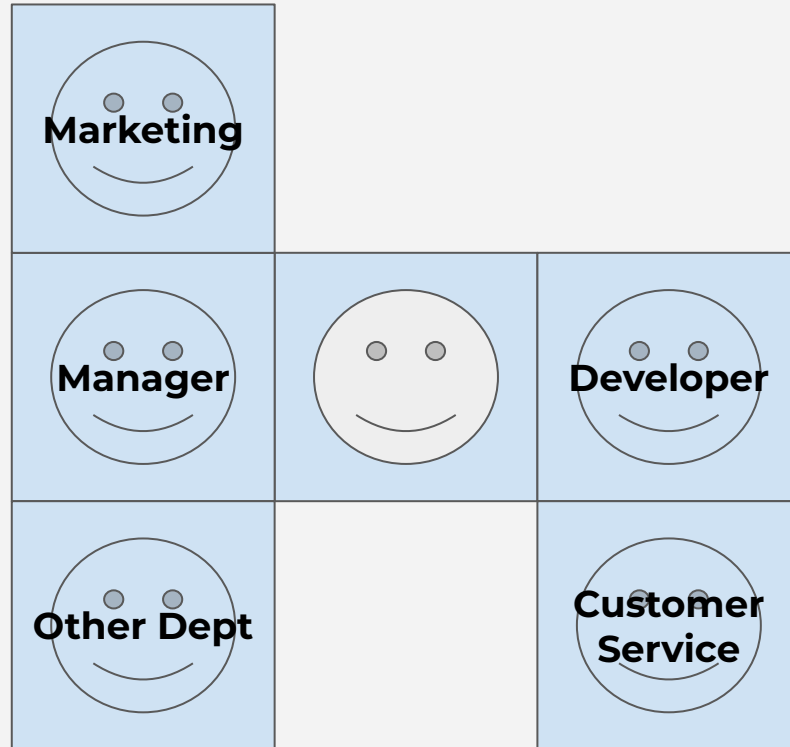 Marketing
Manager
Developer
Other Dept
Customer
Service